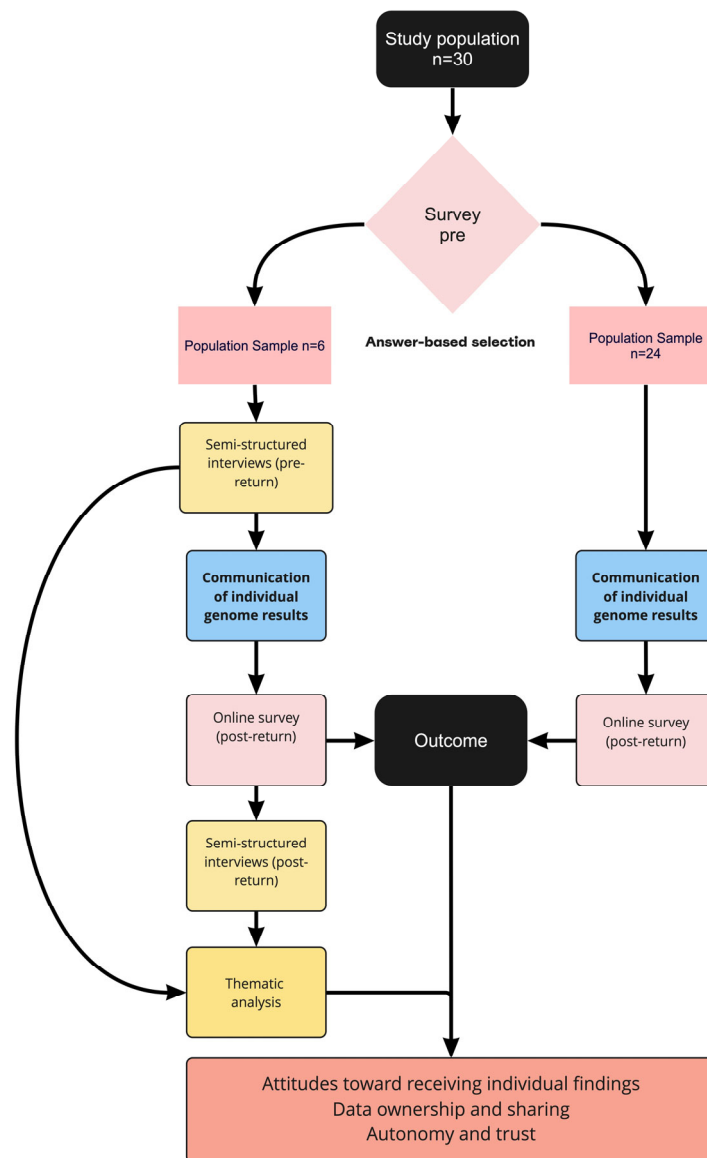 Study population
n=30
Survey
pre
Population Sample n=6
Answer-based selection
Population Sample
n=24
Semi-structured
interviews (pre-
return)
Communication
of individual
genome results
Communication
of individual
genome results
Online survey
(post-return)
Outcome
Online survey
(post-return)
Semi-structured
interviews (post-
return)
Thematic
analysis
Attitudes toward receiving individual findings
Data ownership and sharing
Autonomy and trust